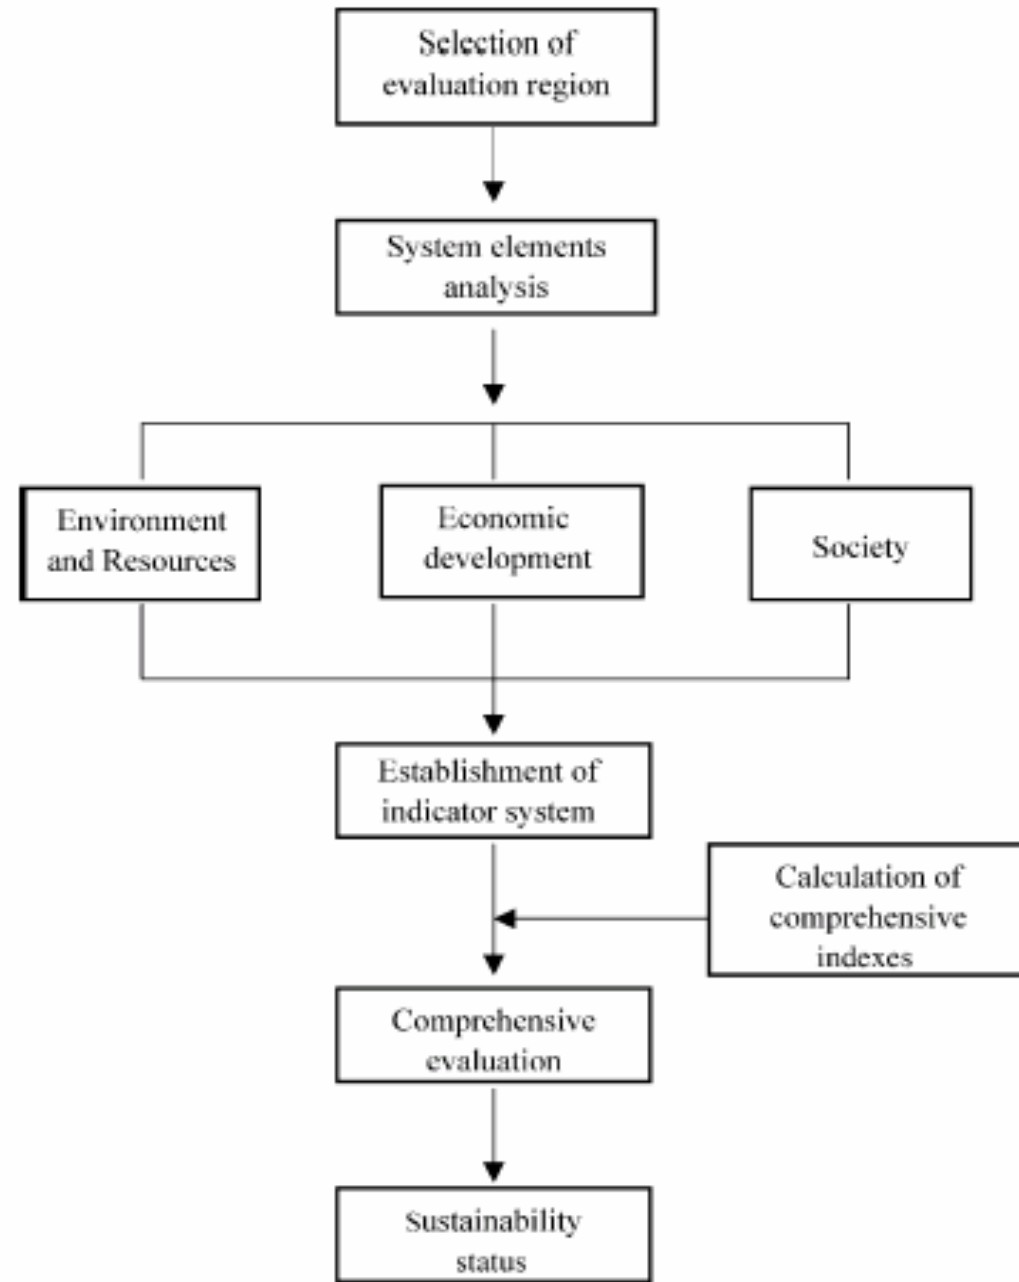 Selection of
evaluation region
System elements
analysis
Environment
and Resources
Economic
development
Society
Establishment of
indicator system
Calculation of
comprehensive
indexes
Comprehensive
evaluation
Sustainability
status